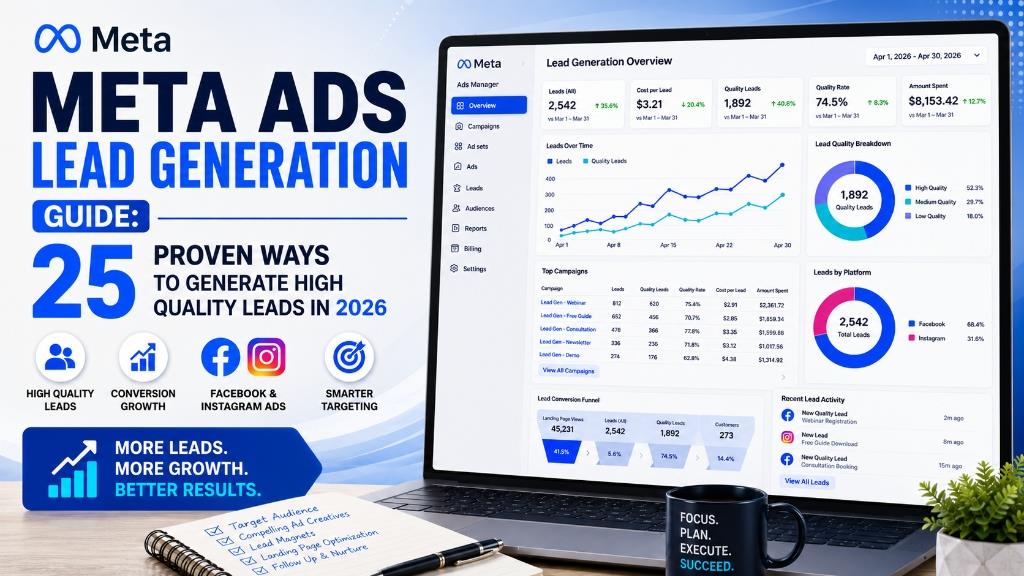 Meta
META ADS
LEAD GENERATION
GUIDE:
25
PROVEN WAYS
TO GENERATE HIGH
QUALITY LEADS IN 2026
HIGH QUALITY
LEADS
CONVERSION
GROWTH
FACEBOOK &
INSTAGRAM ADS
SMARTER
TARGETING
MORE LEADS.
MORE GROWTH.
BETTER RESULTS.
Target Audience
Compelling Ad Creatives
Lead Magnets
Landing Page Optimization
Follow Up & Nurture
Meta
Ads Manager
Overview
Campaigns
Ad sets
Ads
Leads
Audiences
Reports
Billing
Settings
Lead Generation Overview
Apr 1, 2026 - Apr 30, 2026
Leads (All)
2,542 ↑ 35.6%
vs Mar 1 – Mar 31
Cost per Lead
$3.21 ↓ 20.4%
vs Mar 1 – Mar 31
Quality Leads
1,892 ↑ 40.8%
vs Mar 1 – Mar 31
Quality Rate
74.5% ↑ 8.3%
vs Mar 1 – Mar 31
Amount Spent
$8,153.42 ↑ 12.7%
vs Mar 1 – Mar 31
Leads Over Time
Leads Quality Leads
400
300
200
100
0
Apr 1 Apr 8 Apr 15 Apr 22 Apr 30
Lead Quality Breakdown
1,892
Quality Leads
High Quality 52.3%
Medium Quality 29.7%
Low Quality 18.0%
Top Campaigns
Campaign Leads Quality Leads Quality Rate Cost per Lead Amount Spent
Lead Gen - Webinar 812 620 75.4% $2.91 $2,361.72
Lead Gen - Free Guide 652 456 70.7% $2.85 $1,859.34
Lead Gen - Consultation 478 366 77.8% $3.35 $1,599.88
Lead Gen - Newsletter 336 236 71.8% $3.12 $1,017.56
Lead Gen - Demo 274 176 62.8% $4.38 $1,314.92
View All Campaigns
Leads by Platform
2,542
Total Leads
Facebook 68.4%
Instagram 31.6%
Lead Conversion Funnel
Landing Page Views
45,231
41.5%
Leads (All)
2,542
5.6%
Quality Leads
1,892
74.5%
Customers
273
14.4%
Recent Lead Activity
New Quality Lead
Webinar Registration
2m ago
New Lead
Free Guide Download
8m ago
New Quality Lead
Consultation Booking
15m ago
View All Leads
FOCUS.
PLAN.
EXECUTE.
SUCCEED.